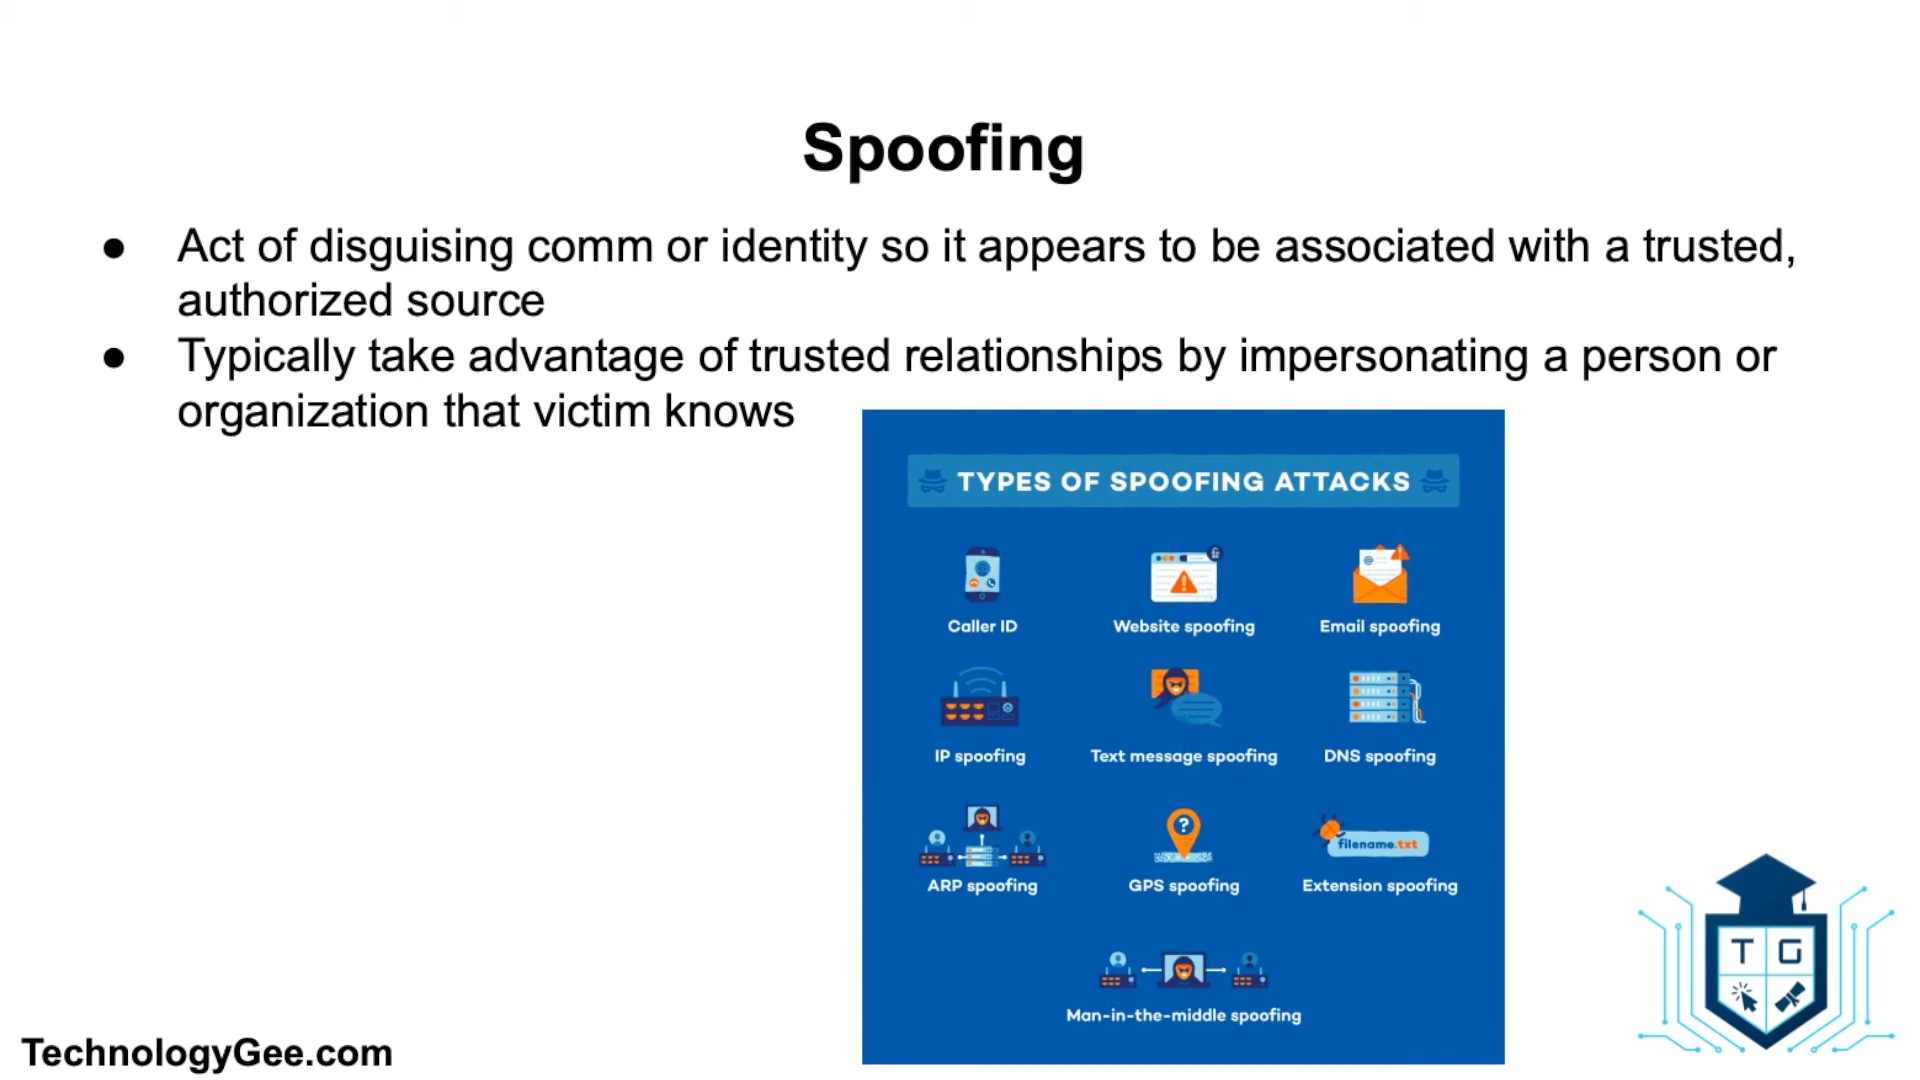 Spoofing
● Act of disguising comm or identity so it appears to be associated with a trusted,
authorized source
● Typically take advantage of trusted relationships by impersonating a person or
organization that victim knows
TYPES OF SPOOFING ATTACKS
Caller ID
Website spoofing
@
Email spoofing
IP spoofing
Text message spoofing
DNS spoofing
ARP spoofing
?
GPS spoofing
filename.txt
Extension spoofing
Man-in-the-middle spoofing
T G
TechnologyGee.com